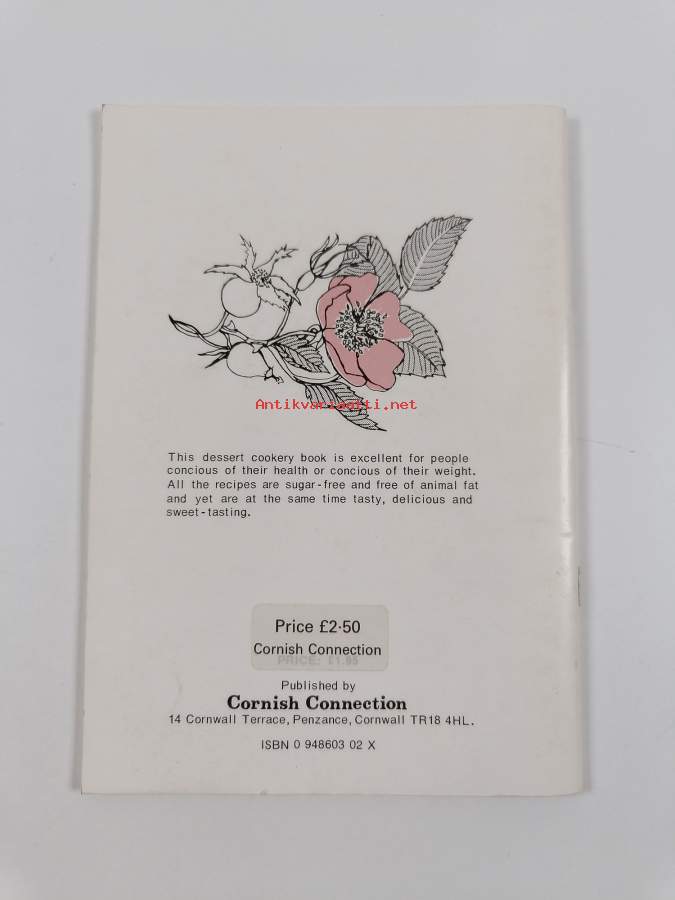 Antikvariaatti.net
This dessert cookery book is excellent for people
concious of their health or concious of their weight.
All the recipes are sugar-free and free of animal fat
and yet are at the same time tasty, delicious and
sweet-tasting.
Price £2·50
Cornish Connection
PRICE: £1.95
Published by
Cornish Connection
14 Cornwall Terrace, Penzance, Cornwall TR18 4HL.
ISBN 0 948603 02 X